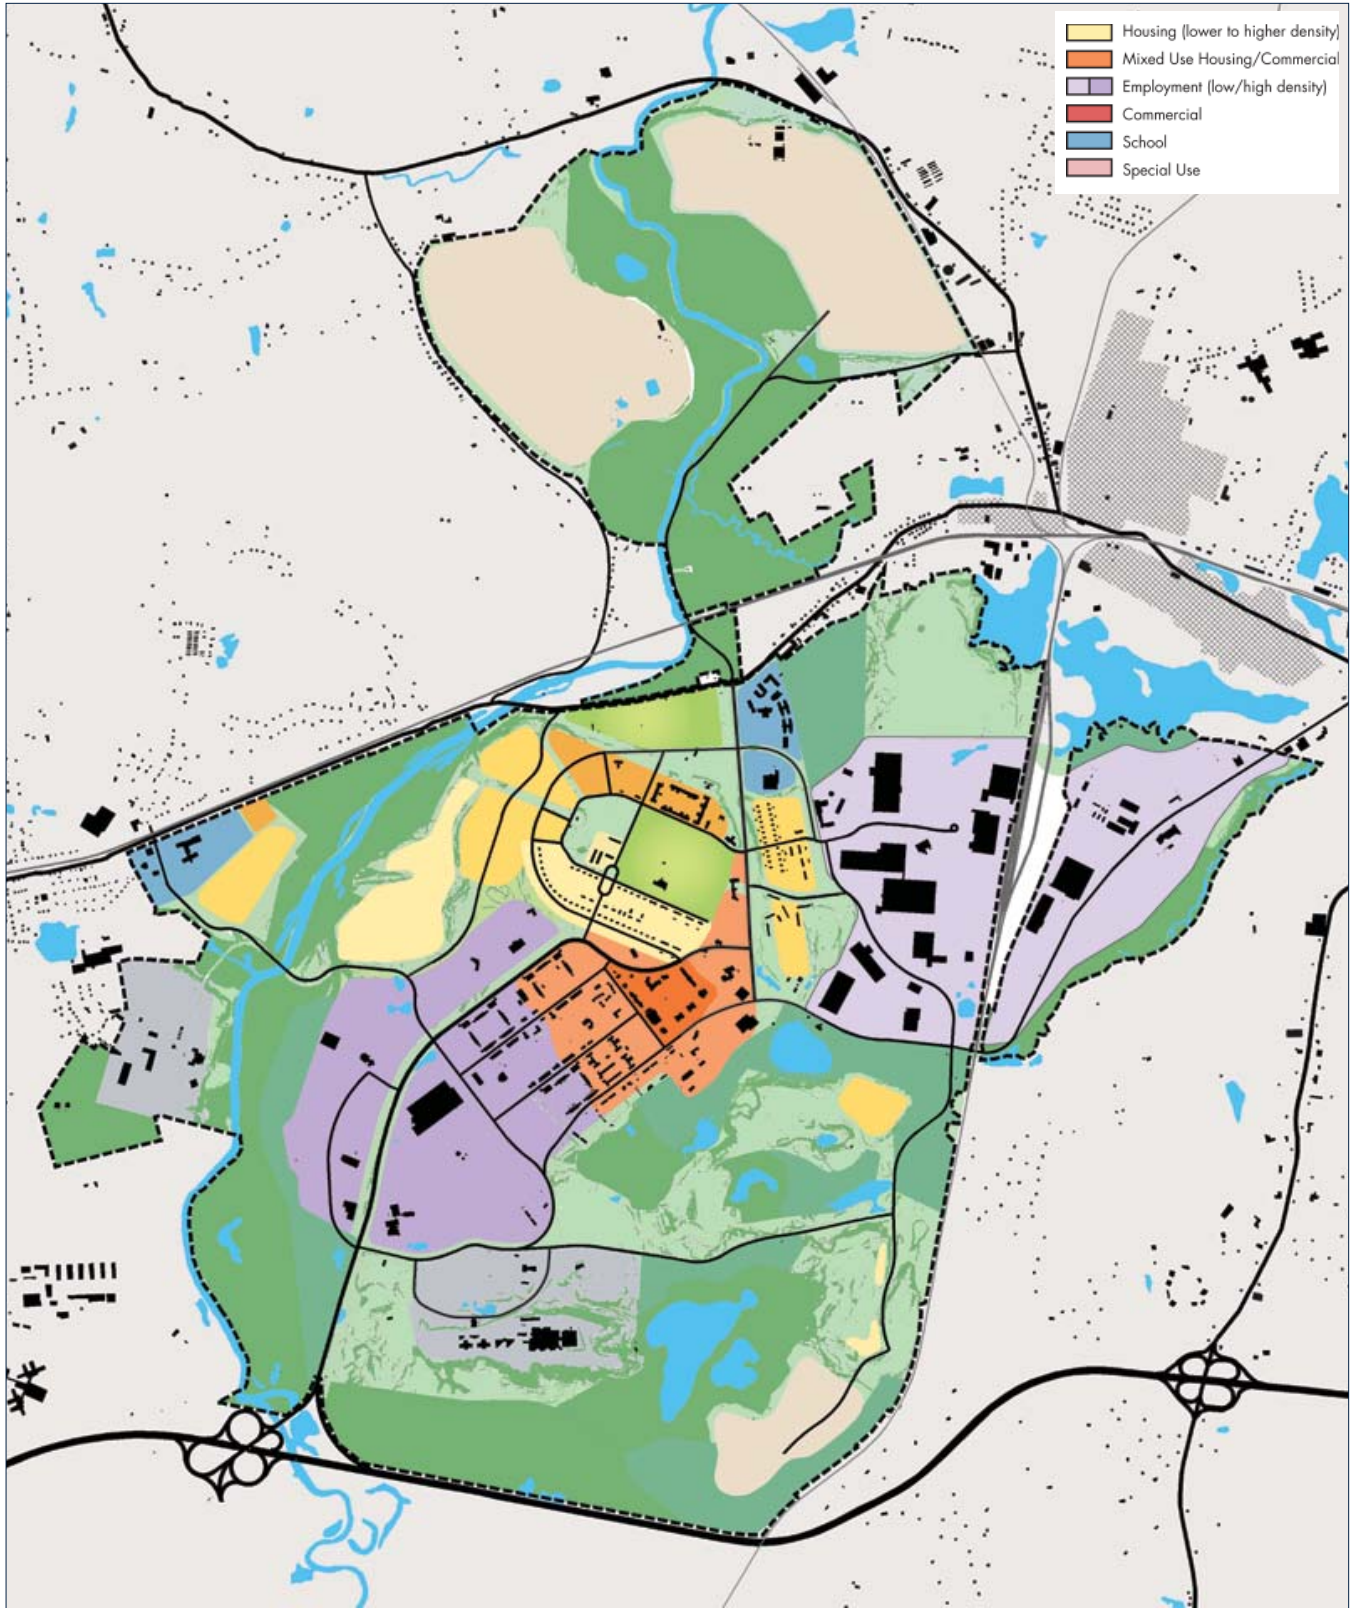 Housing (lower to higher density)
Mixed Use Housing/Commercial
Employment (low/high density)
Commercial
School
Special Use